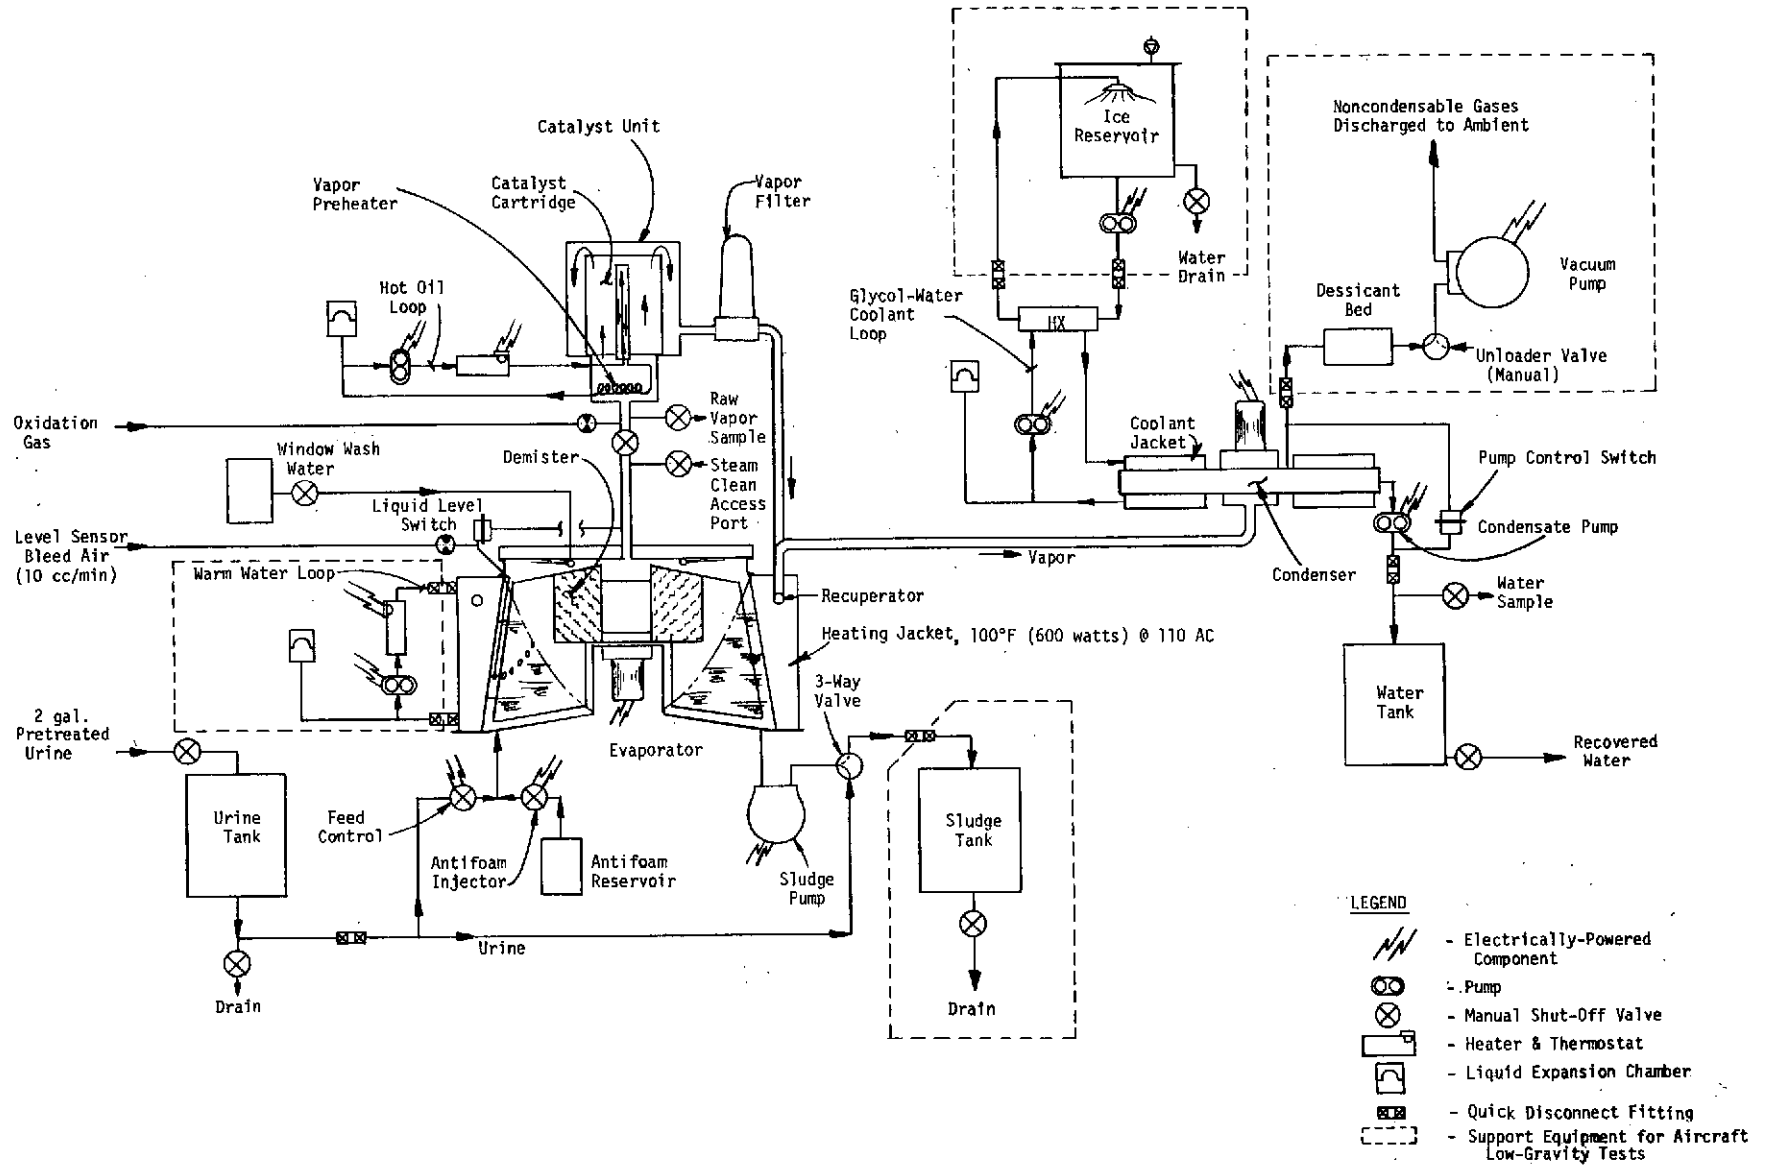 Catalyst Unit
Vapor
Preheater
Catalyst
Cartridge
Vapor
Filter
Hot Oil
Loop
Oxidation
Gas
Window Wash
Water
Demister
Raw
Vapor
Sample
Steam
Clean
Access
Port
Liquid Level
Switch
Level Sensor
Bleed Air
(10 cc/min)
Warm Water Loop
2 gal.
Pretreated
Urine
Urine
Tank
Drain
Feed
Control
Antifoam
Injector
Antifoam
Reservoir
Urine
Evaporator
Recuperator
Heating Jacket, 100°F (600 watts) @ 110 AC
3-Way
Valve
Sludge
Pump
Sludge
Tank
Drain
Vapor
Ice
Reservoir
Water
Drain
Glycol-Water
Coolant
Loop
HX
Coolant
Jacket
Condenser
Noncondensable Gases
Discharged to Ambient
Vacuum
Pump
Dessicant
Bed
Unloader Valve
(Manual)
Pump Control Switch
Condensate Pump
Water
Sample
Water
Tank
Recovered
Water
LEGEND
- Electrically-Powered
Component
- Pump
- Manual Shut-Off Valve
- Heater & Thermostat
- Liquid Expansion Chamber
- Quick Disconnect Fitting
- Support Equipment for Aircraft
Low-Gravity Tests